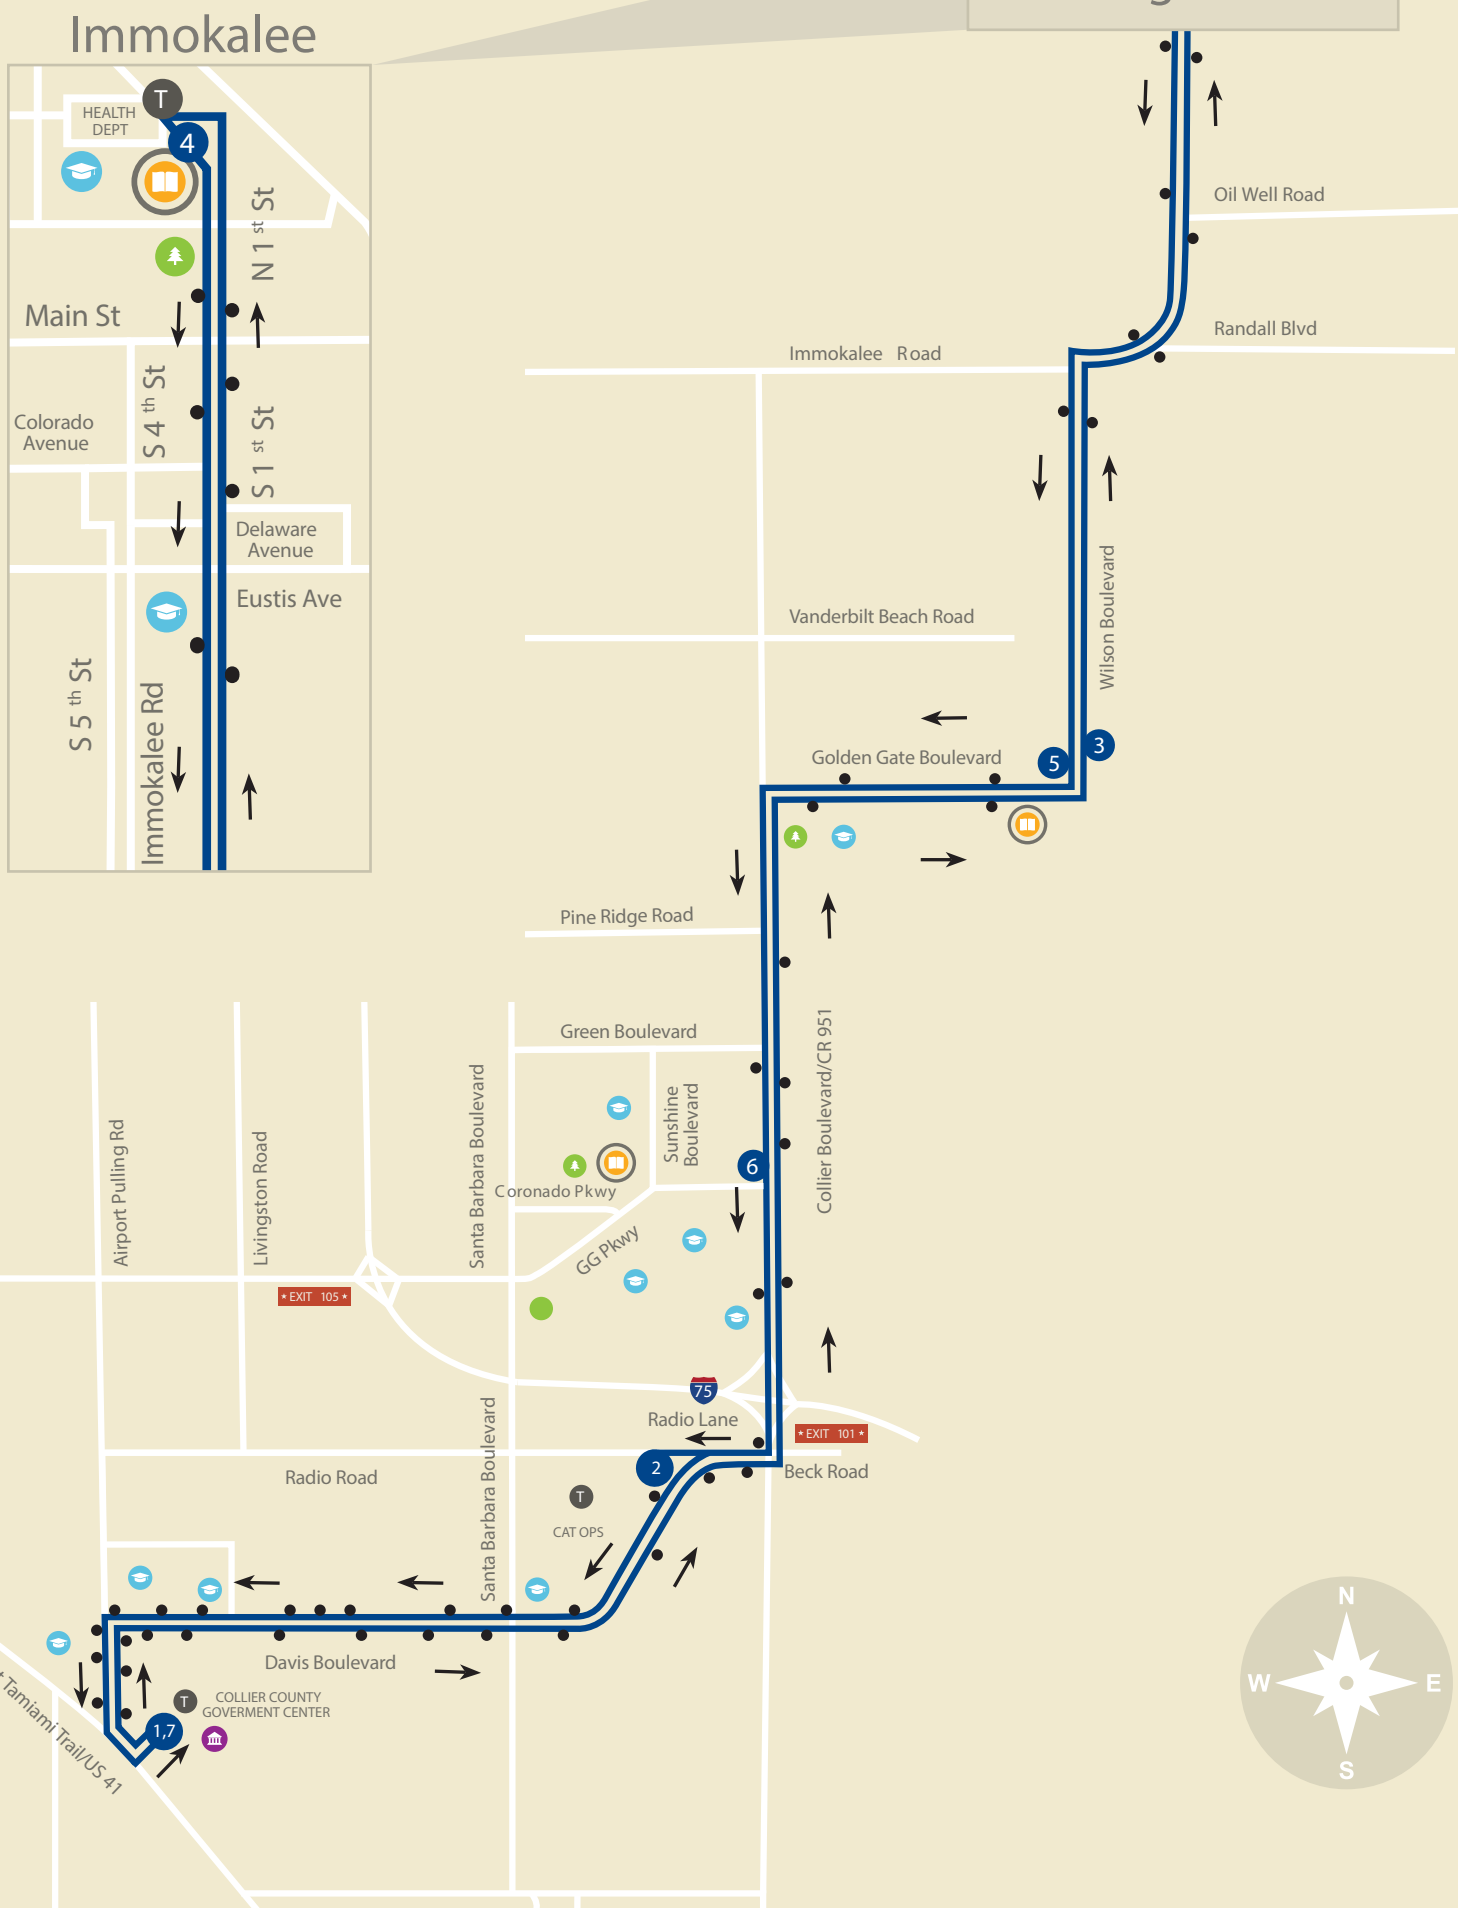 Immokalee
T
HEALTH
DEPT
4
N 1st St
Main St
S 4th St
Colorado
Avenue
S 1st St
Delaware
Avenue
Eustis Ave
S 5th St
Immokalee Rd
Oil Well Road
Randall Blvd
Immokalee Road
Vanderbilt Beach Road
Wilson Boulevard
Golden Gate Boulevard
5
3
Pine Ridge Road
Collier Boulevard/CR 951
Green Boulevard
Sunshine
Boulevard
Santa Barbara Boulevard
Airport Pulling Rd
Livingston Road
6
Coronado Pkwy
GG Pkwy
EXIT 105
75
Radio Lane
EXIT 101
2
Beck Road
Radio Road
Santa Barbara Boulevard
T
CAT OPS
Davis Boulevard
T
COLLIER COUNTY
GOVERMENT CENTER
1,7
t Tamiami Trail/US 41
N
W
E
S